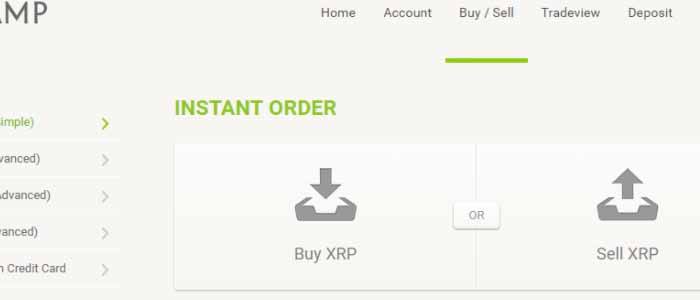 AMP
Home Account Buy / Sell Tradeview Deposit
INSTANT ORDER
imple)
vanced)
Advanced)
vanced)
n Credit Card
Buy XRP
OR
Sell XRP